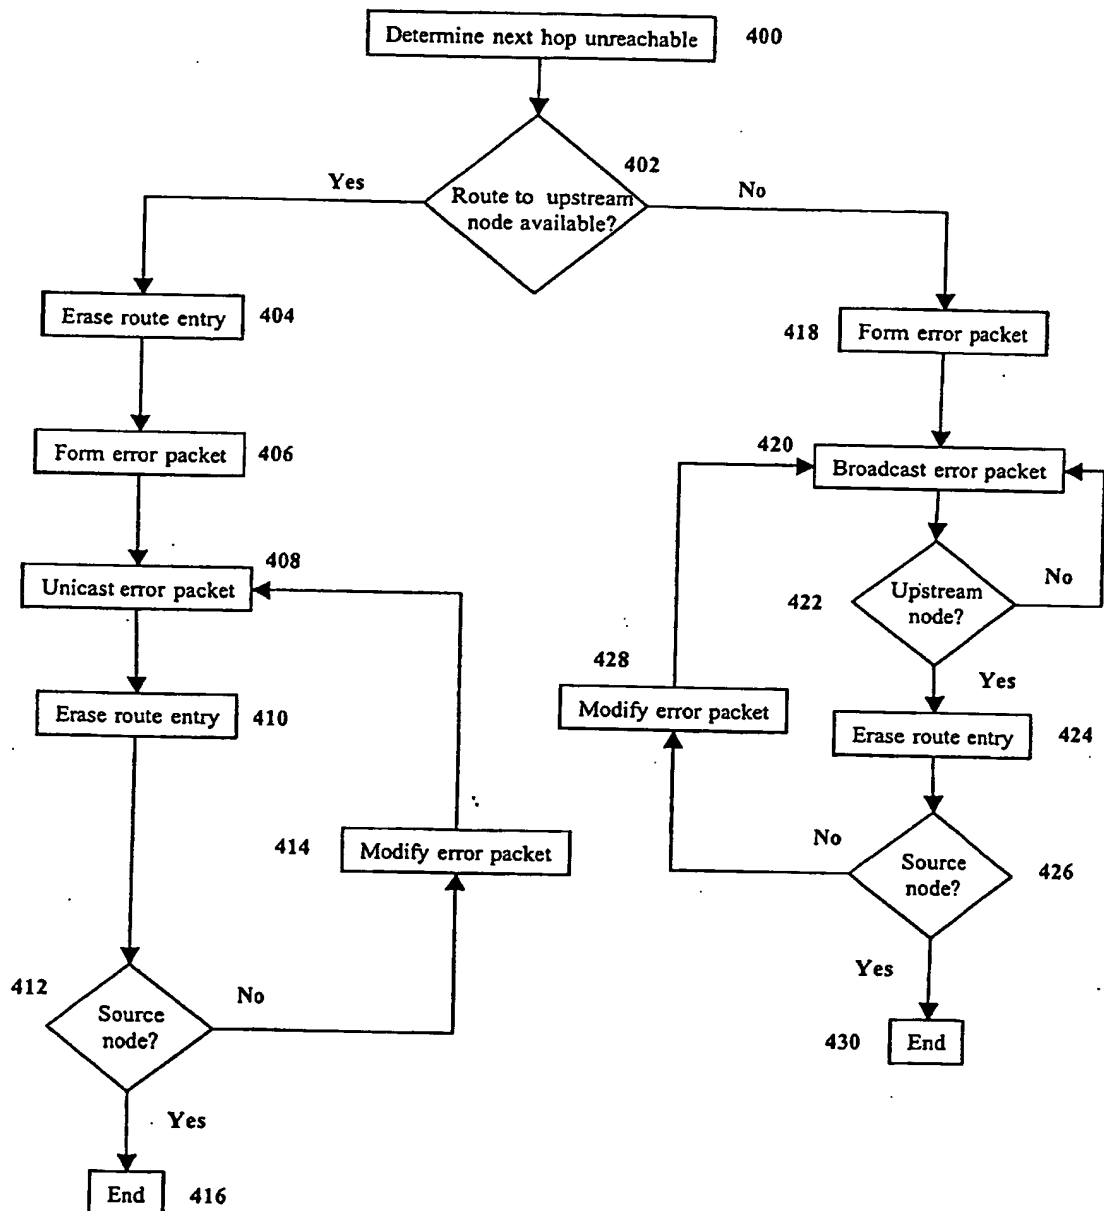 Determine next hop unreachable
400
402
Yes
Route to upstream
node available?
No
Erase route entry
404
418
Form error packet
Form error packet
406
420
Broadcast error packet
408
Unicast error packet
422
Upstream
node?
No
428
Yes
Erase route entry
410
Modify error packet
Erase route entry
424
414
Modify error packet
No
Source
node?
426
412
Source
node?
No
Yes
430
End
Yes
End
416